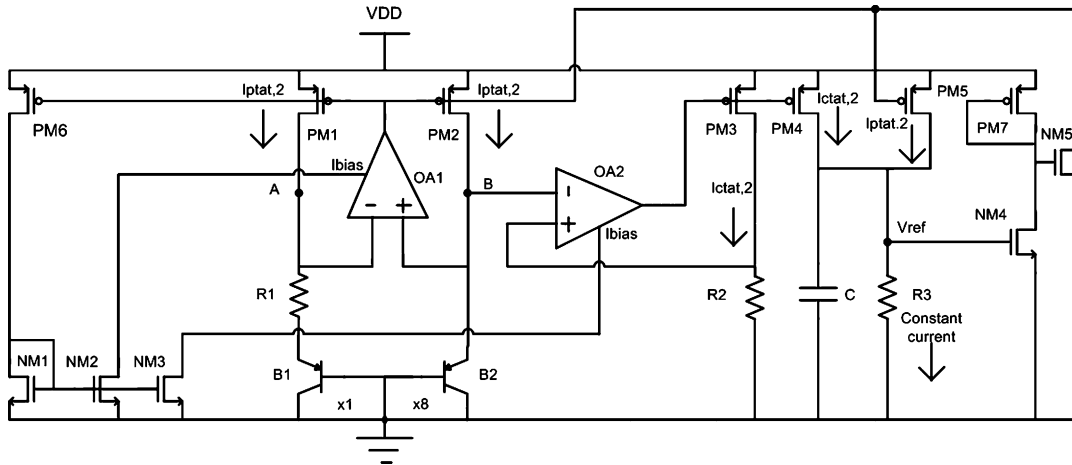 VDD
Iptat,2
Iptat,2
Ictat,2
PM5
PM6
PM1
PM2
PM3
PM4
Iptat.2
PM7
NM5
Ibias
OA1
OA2
A
B
-
+
-
+
Ictat,2
NM4
Ibias
Vref
R1
R2
C
R3
Constant
current
NM1
NM2
NM3
B1
B2
x1
x8